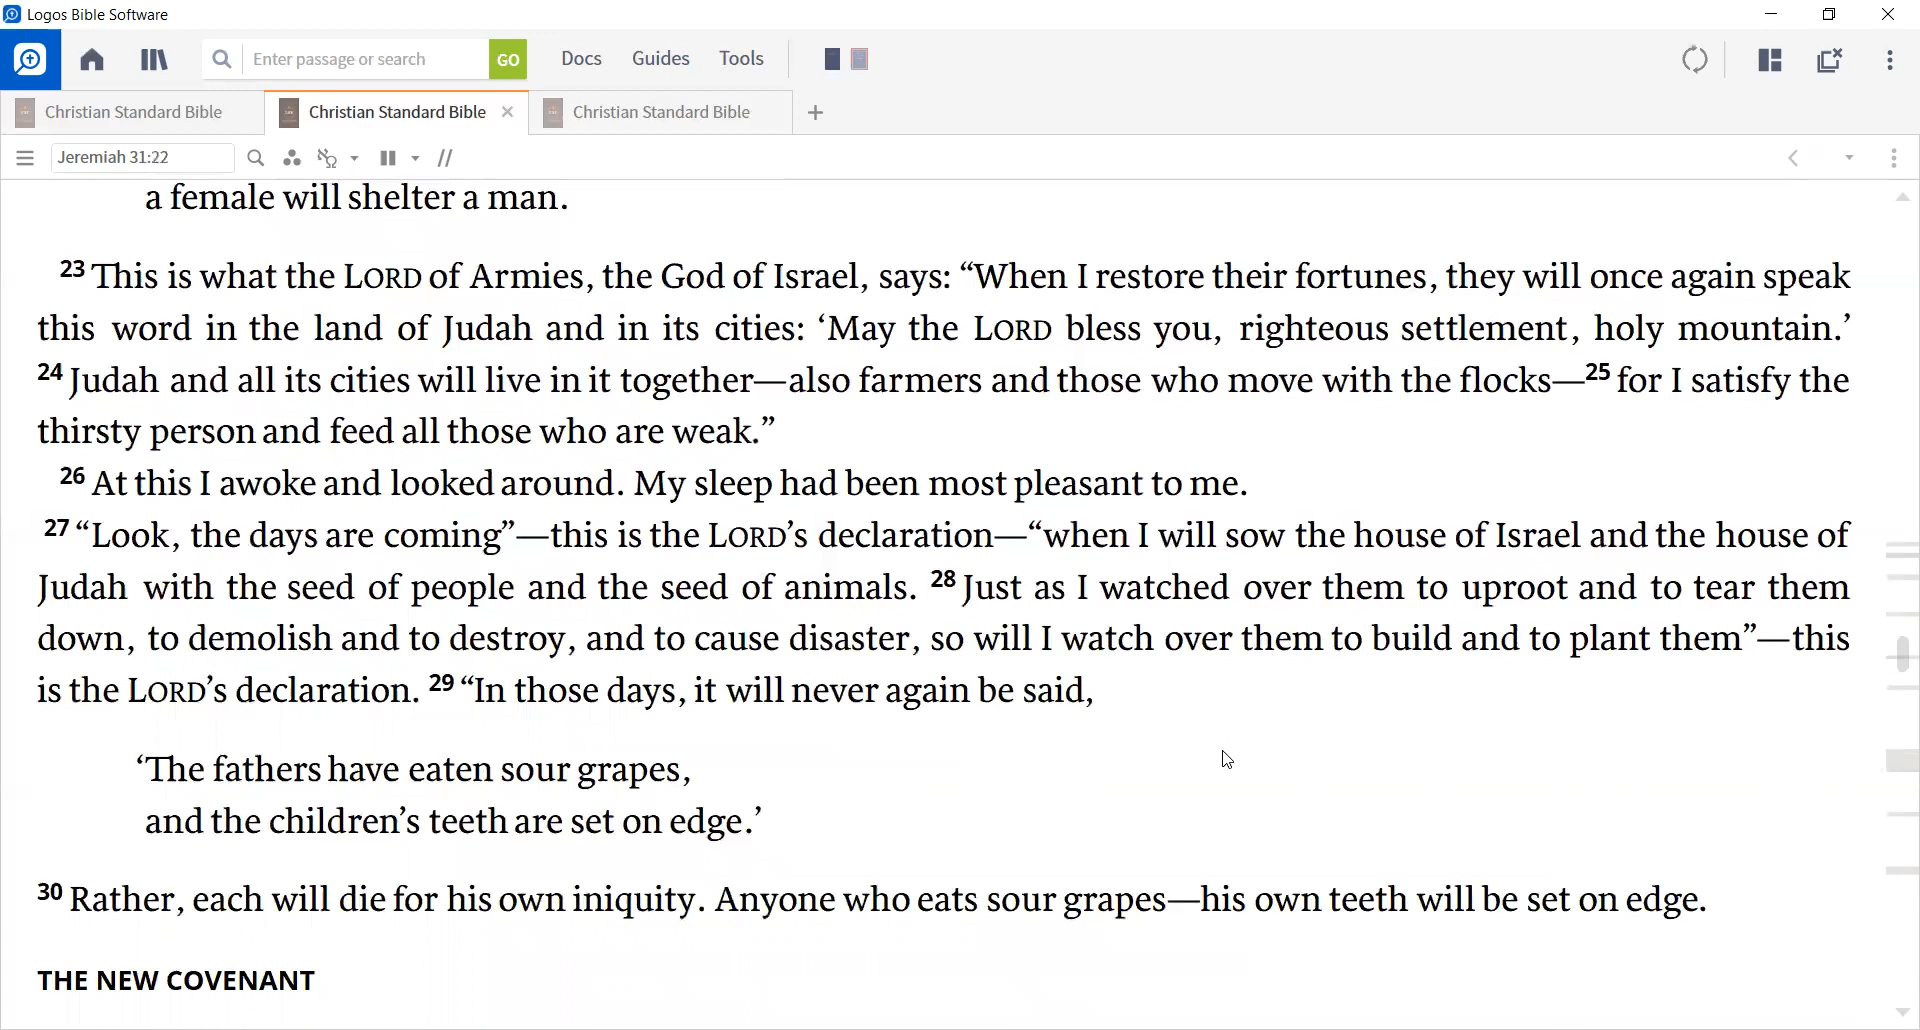 Logos Bible Software
Enter passage or search GO Docs Guides Tools
Christian Standard Bible Christian Standard Bible Christian Standard Bible
Jeremiah 31:22
a female will shelter a man.
23 This is what the LORD of Armies, the God of Israel, says: “When I restore their fortunes, they will once again speak
this word in the land of Judah and in its cities: ‘May the LORD bless you, righteous settlement, holy mountain.’
24 Judah and all its cities will live in it together—also farmers and those who move with the flocks—25 for I satisfy the
thirsty person and feed all those who are weak.”
26 At this I awoke and looked around. My sleep had been most pleasant to me.
27 “Look, the days are coming”—this is the LORD’s declaration—“when I will sow the house of Israel and the house of
Judah with the seed of people and the seed of animals. 28 Just as I watched over them to uproot and to tear them
down, to demolish and to destroy, and to cause disaster, so will I watch over them to build and to plant them”—this
is the LORD’s declaration. 29 “In those days, it will never again be said,
‘The fathers have eaten sour grapes,
and the children’s teeth are set on edge.’
30 Rather, each will die for his own iniquity. Anyone who eats sour grapes—his own teeth will be set on edge.
THE NEW COVENANT